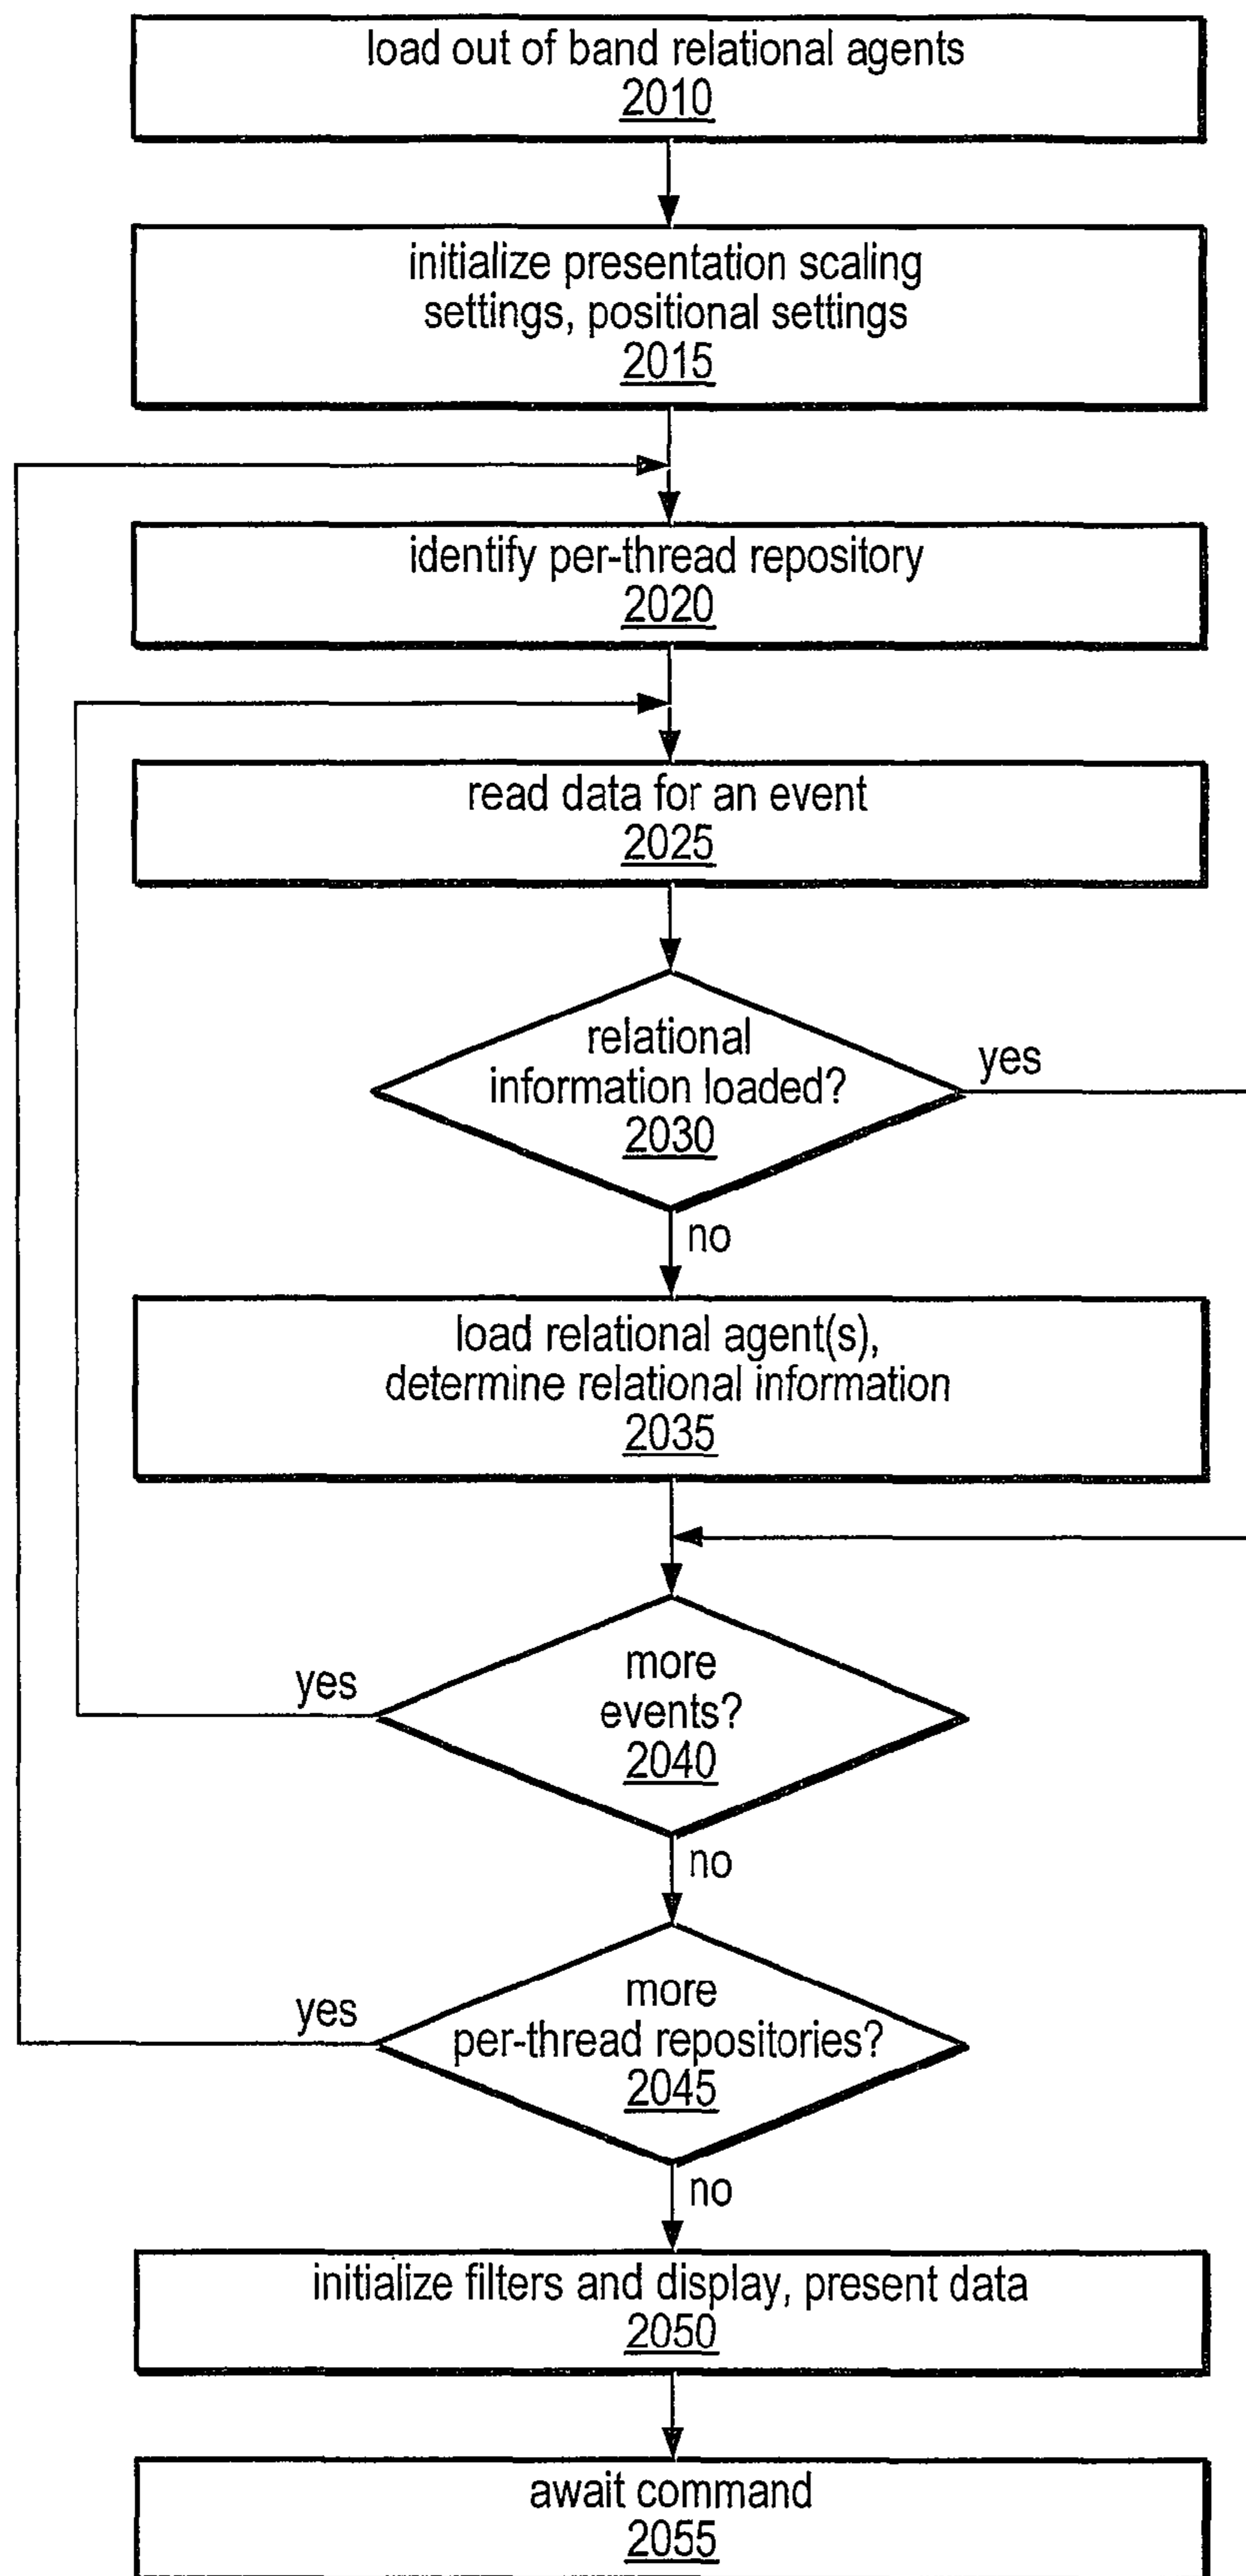 load out of band relational agents
2010
initialize presentation scaling
settings, positional settings
2015
identify per-thread repository
2020
read data for an event
2025
relational
information loaded?
2030
yes
no
load relational agent(s),
determine relational information
2035
more
events?
2040
yes
no
more
per-thread repositories?
2045
yes
no
initialize filters and display, present data
2050
await command
2055